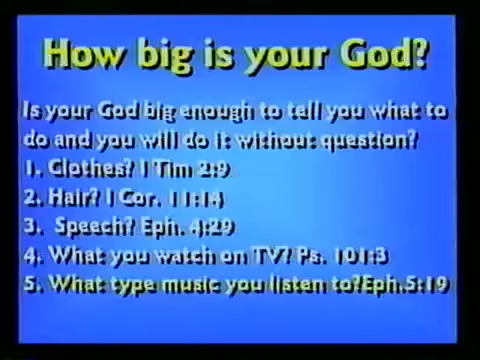 How big is your God?
Is your God big enough to tell you what to
do and you will do it without question?
1. Clothes? I Tim 2:9
2. Hair? I Cor. 11:14
3. Speech? Eph. 4:29
4. What you watch on TV? Ps. 101:3
5. What type music you listen to?Eph.5:19